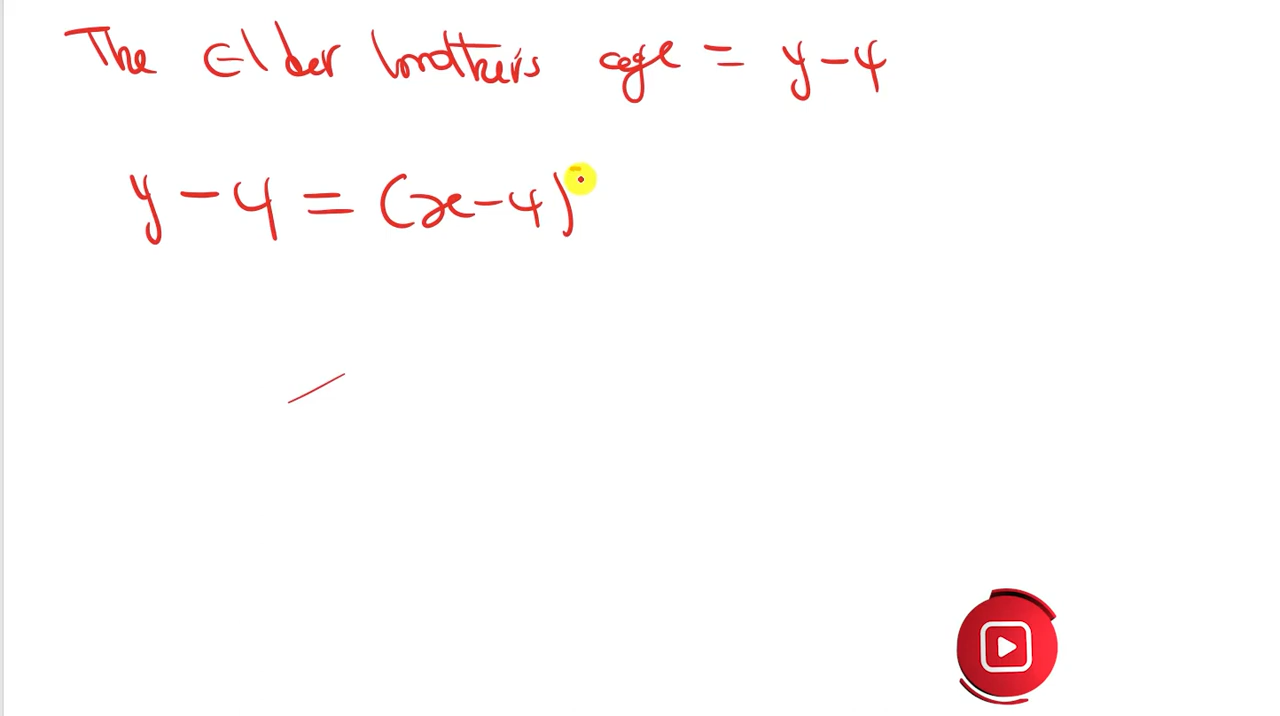 The Elder brother's age = y - 4
y - 4 = (x - 4)